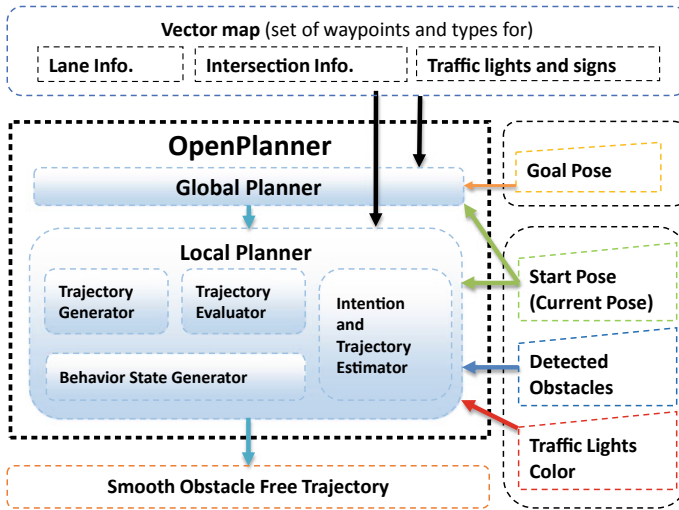 Vector map (set of waypoints and types for)
Lane Info.
Intersection Info.
Traffic lights and signs
OpenPlanner
Global Planner
Goal Pose
Local Planner
Trajectory
Generator
Trajectory
Evaluator
Intention
and
Trajectory
Estimator
Behavior State Generator
Start Pose
(Current Pose)
Detected
Obstacles
Traffic Lights
Color
Smooth Obstacle Free Trajectory